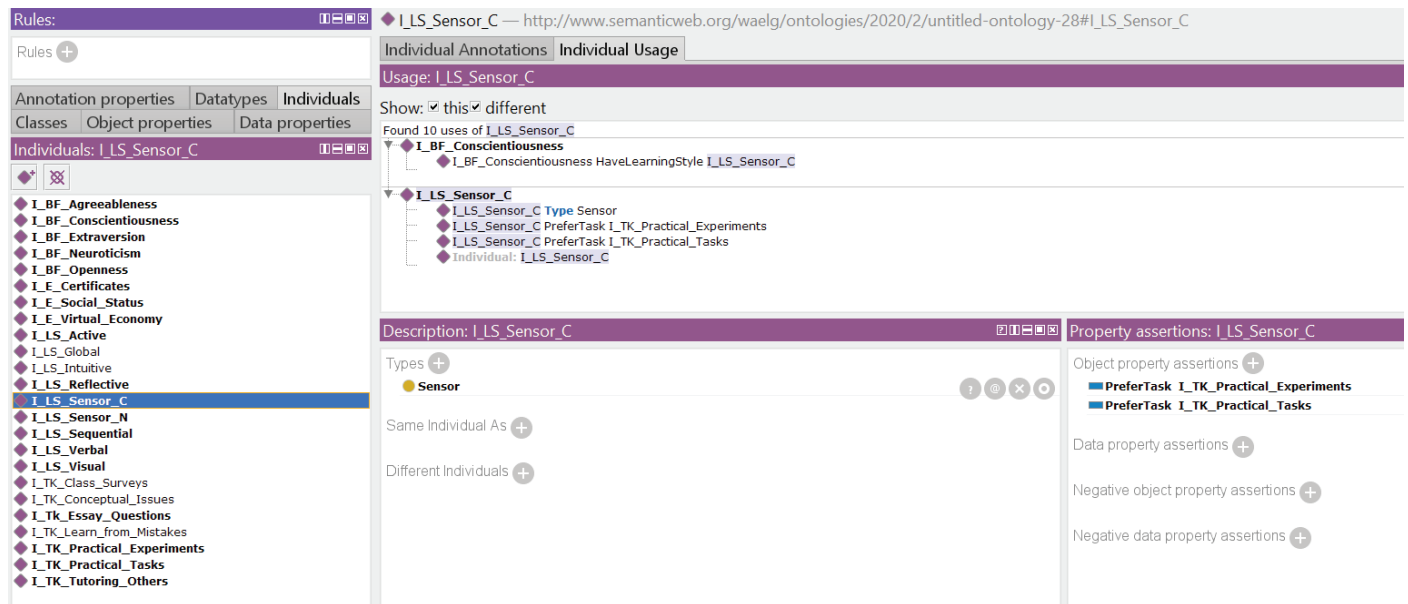 Rules:
Rules
Annotation properties Datatypes Individuals
Classes Object properties Data properties
Individuals: I_LS_Sensor_C
I_BF_Agreeableness
I_BF_Conscientiousness
I_BF_Extraversion
I_BF_Neuroticism
I_BF_Openness
I_E_Certificates
I_E_Social_Status
I_E_Virtual_Economy
I_LS_Active
I_LS_Global
I_LS_Intuitive
I_LS_Reflective
I_LS_Sensor_C
I_LS_Sensor_N
I_LS_Sequential
I_LS_Verbal
I_LS_Visual
I_TK_Class_Surveys
I_TK_Conceptual_Issues
I_Tk_Essay_Questions
I_TK_Learn_from_Mistakes
I_TK_Practical_Experiments
I_TK_Practical_Tasks
I_TK_Tutoring_Others
I_LS_Sensor_C — http://www.semanticweb.org/waelg/ontologies/2020/2/untitled-ontology-28#I_LS_Sensor_C
Individual Annotations Individual Usage
Usage: I_LS_Sensor_C
Show: this different
Found 10 uses of I_LS_Sensor_C
I_BF_Conscientiousness
I_BF_Conscientiousness HaveLearningStyle I_LS_Sensor_C
I_LS_Sensor_C
I_LS_Sensor_C Type Sensor
I_LS_Sensor_C PreferTask I_TK_Practical_Experiments
I_LS_Sensor_C PreferTask I_TK_Practical_Tasks
Individual: I_LS_Sensor_C
Description: I_LS_Sensor_C
Types
Sensor
Same Individual As
Different Individuals
Property assertions: I_LS_Sensor_C
Object property assertions
PreferTask I_TK_Practical_Experiments
PreferTask I_TK_Practical_Tasks
Data property assertions
Negative object property assertions
Negative data property assertions